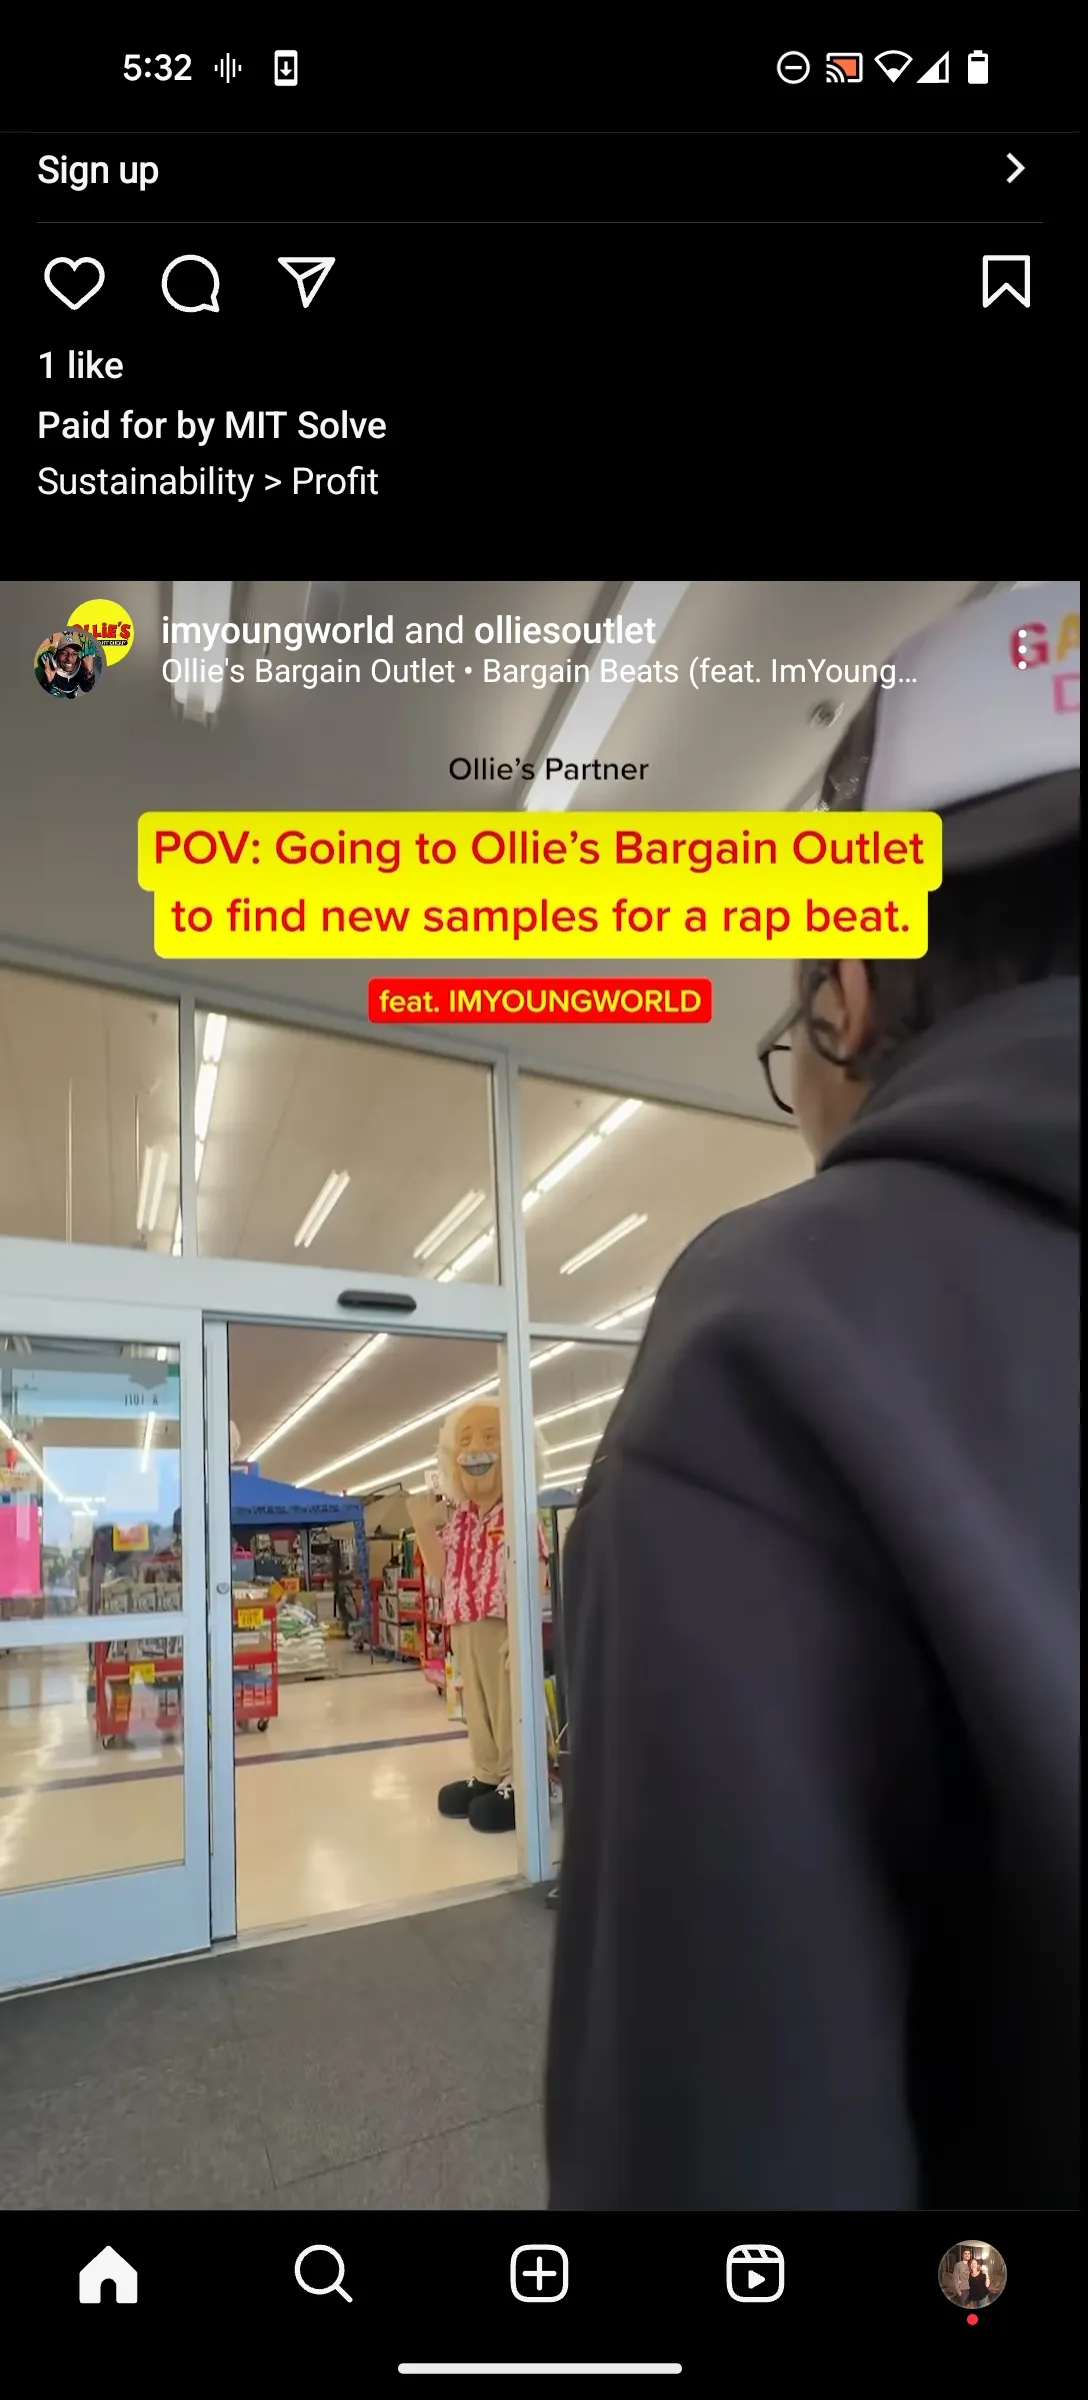 5:32
Sign up
1 like
Paid for by MIT Solve
Sustainability > Profit
imyoungworld and olliesoutlet
Ollie's Bargain Outlet • Bargain Beats (feat. ImYoung...
Ollie's Partner
POV: Going to Ollie's Bargain Outlet
to find new samples for a rap beat.
feat. IMYOUNGWORLD